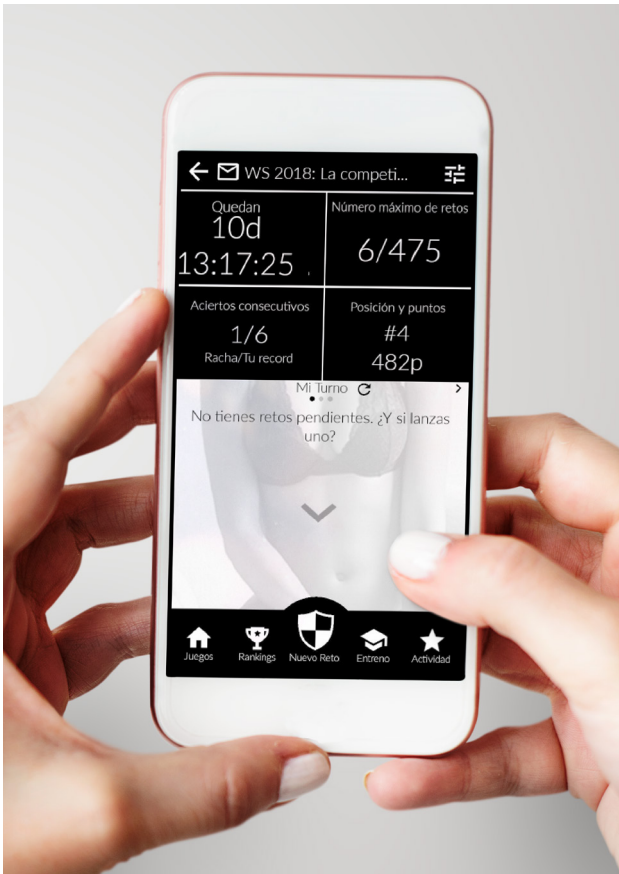 WS 2018: La competi...
Quedan
10d
13:17:25
Número máximo de retos
6/475
Aciertos consecutivos
1/6
Racha/Tu record
Posición y puntos
#4
482p
Mi Turno
No tienes retos pendientes. ¿Y si lanzas
uno?
Juegos
Rankings
Nuevo Reto
Entreno
Actividad